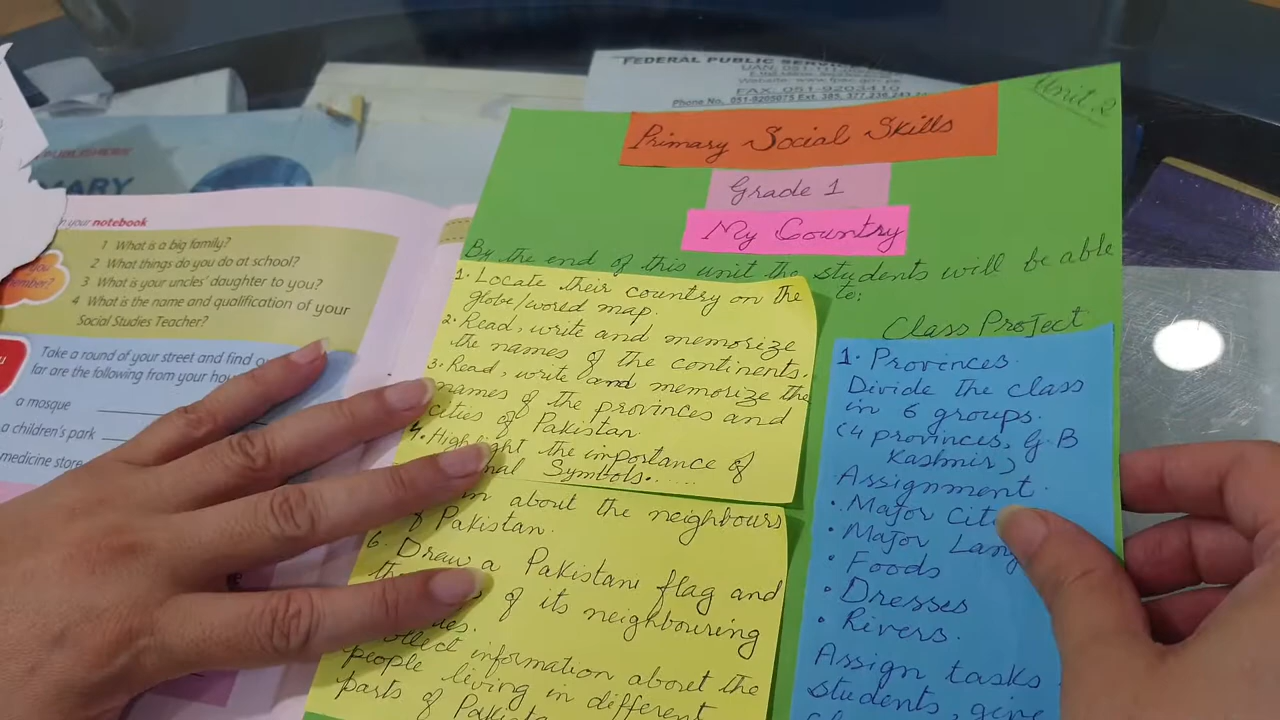 FEDERAL PUBLIC
FAX: 051-9203410
Phone No. 051-9205075 Ext. 385, 377, 236, 241
Unit-2
Primary Social Skills
Grade 1
My Country
By the end of this unit the students will be able
to:
1. Locate their country on the
globe/world map.
2. Read, write and memorize
the names of the continents.
3. Read, write and memorize the
names of the provinces and
cities of Pakistan
4. Highlight the importance of
Symbols......
about the neighbours
of Pakistan.
6. Draw a Pakistani flag and
of its neighbouring
information about the
people living in different
parts of
Class Project
1. Provinces.
Divide the class
in 6 groups.
(4 provinces, G.B
Kashmir)
Assignment.
• Major
• Major
• Foods
• Dresses
• Rivers.
Assign tasks
students, give
your notebook
1 What is a big family?
2 What things do you do at school?
3 What is your uncles' daughter to you?
4 What is the name and qualification of your
Social Studies Teacher?
Take a round of your street and find
far are the following from your
a mosque
a children's park
medicine store